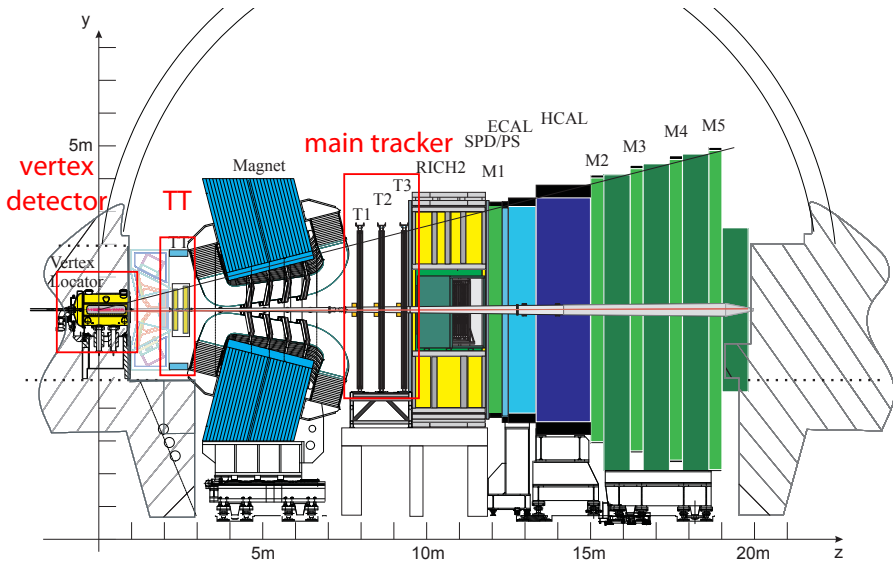 y
5m
vertex
detector
TT
Magnet
main tracker
ECAL
HCAL
SPD/PS
RICH2
M1
M2
M3
M4
M5
T1
T2
T3
TT
Vertex
Locator
5m
10m
15m
20m
z